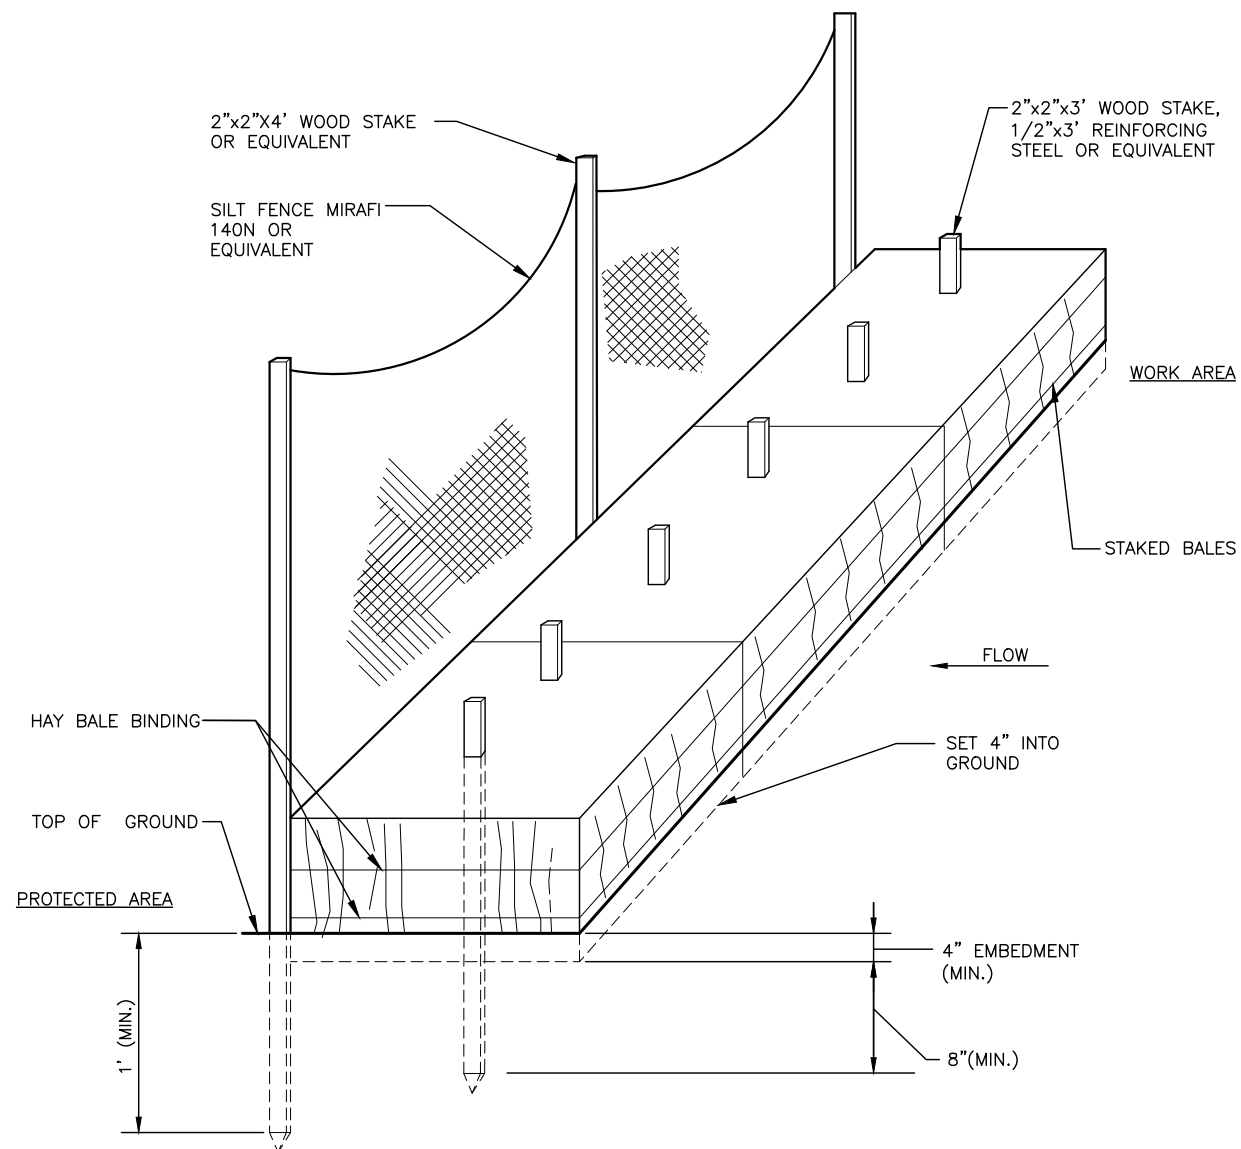 2"x2"X4' WOOD STAKE
OR EQUIVALENT
SILT FENCE MIRAFI
140N OR
EQUIVALENT
2"x2"x3' WOOD STAKE,
1/2"x3' REINFORCING
STEEL OR EQUIVALENT
WORK AREA
STAKED BALES
FLOW
HAY BALE BINDING
SET 4" INTO
GROUND
TOP OF GROUND
PROTECTED AREA
4" EMBEDMENT
(MIN.)
1' (MIN.)
8"(MIN.)